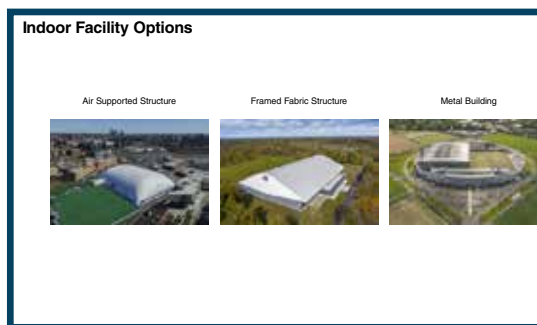 Indoor Facility Options
Air Supported Structure
Framed Fabric Structure
Metal Building